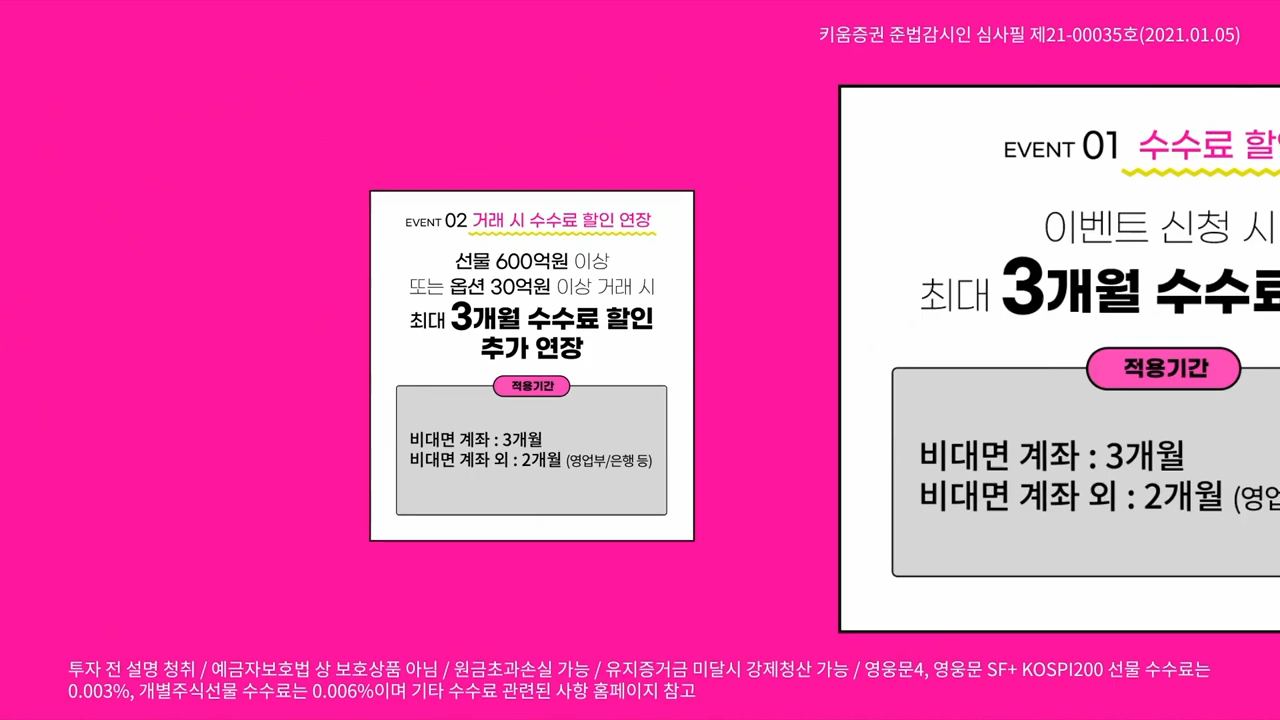 키움증권 준법감시인 심사필 제21-00035호(2021.01.05)
EVENT 02 거래 시 수수료 할인 연장
선물 600억원 이상
또는 옵션 30억원 이상 거래 시
최대 3개월 수수료 할인
추가 연장
적용기간
비대면 계좌 : 3개월
비대면 계좌 외 : 2개월 (영업부/은행 등)
EVENT 01 수수료
이벤트 신청 시
최대 3개월 수수료
적용기간
비대면 계좌 : 3개월
비대면 계좌 외 : 2개월
투자 전 설명 청취 / 예금자보호법 상 보호상품 아님 / 원금초과손실 가능 / 유지증거금 미달시 강제청산 가능 / 영웅문4, 영웅문 SF+ KOSPI200 선물 수수료는
0.003%, 개별주식선물 수수료는 0.006%이며 기타 수수료 관련된 사항 홈페이지 참고